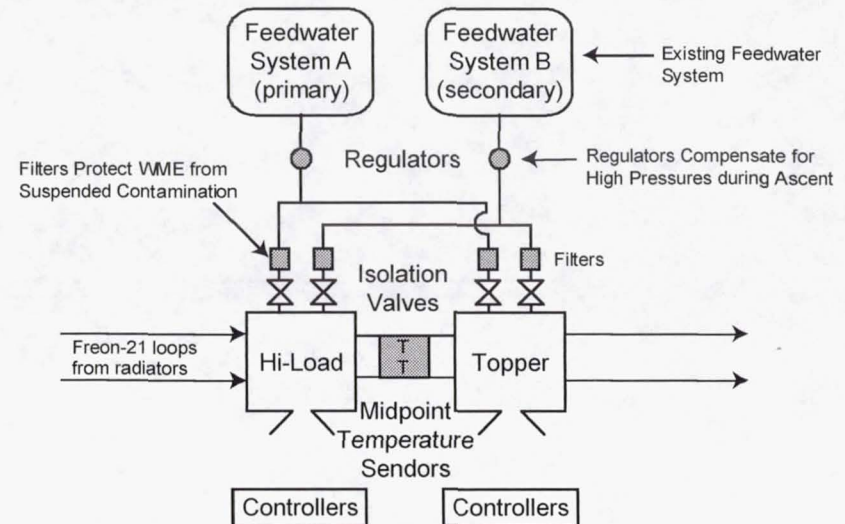 Feedwater
System A
(primary)
Feedwater
System B
(secondary)
Existing Feedwater
System
Regulators
Regulators Compensate for
High Pressures during Ascent
Filters Protect WME from
Suspended Contamination
Filters
Isolation
Valves
Freon-21 loops
from radiators
Hi-Load
T
T
Topper
Midpoint
Temperature
Sendors
Controllers
Controllers